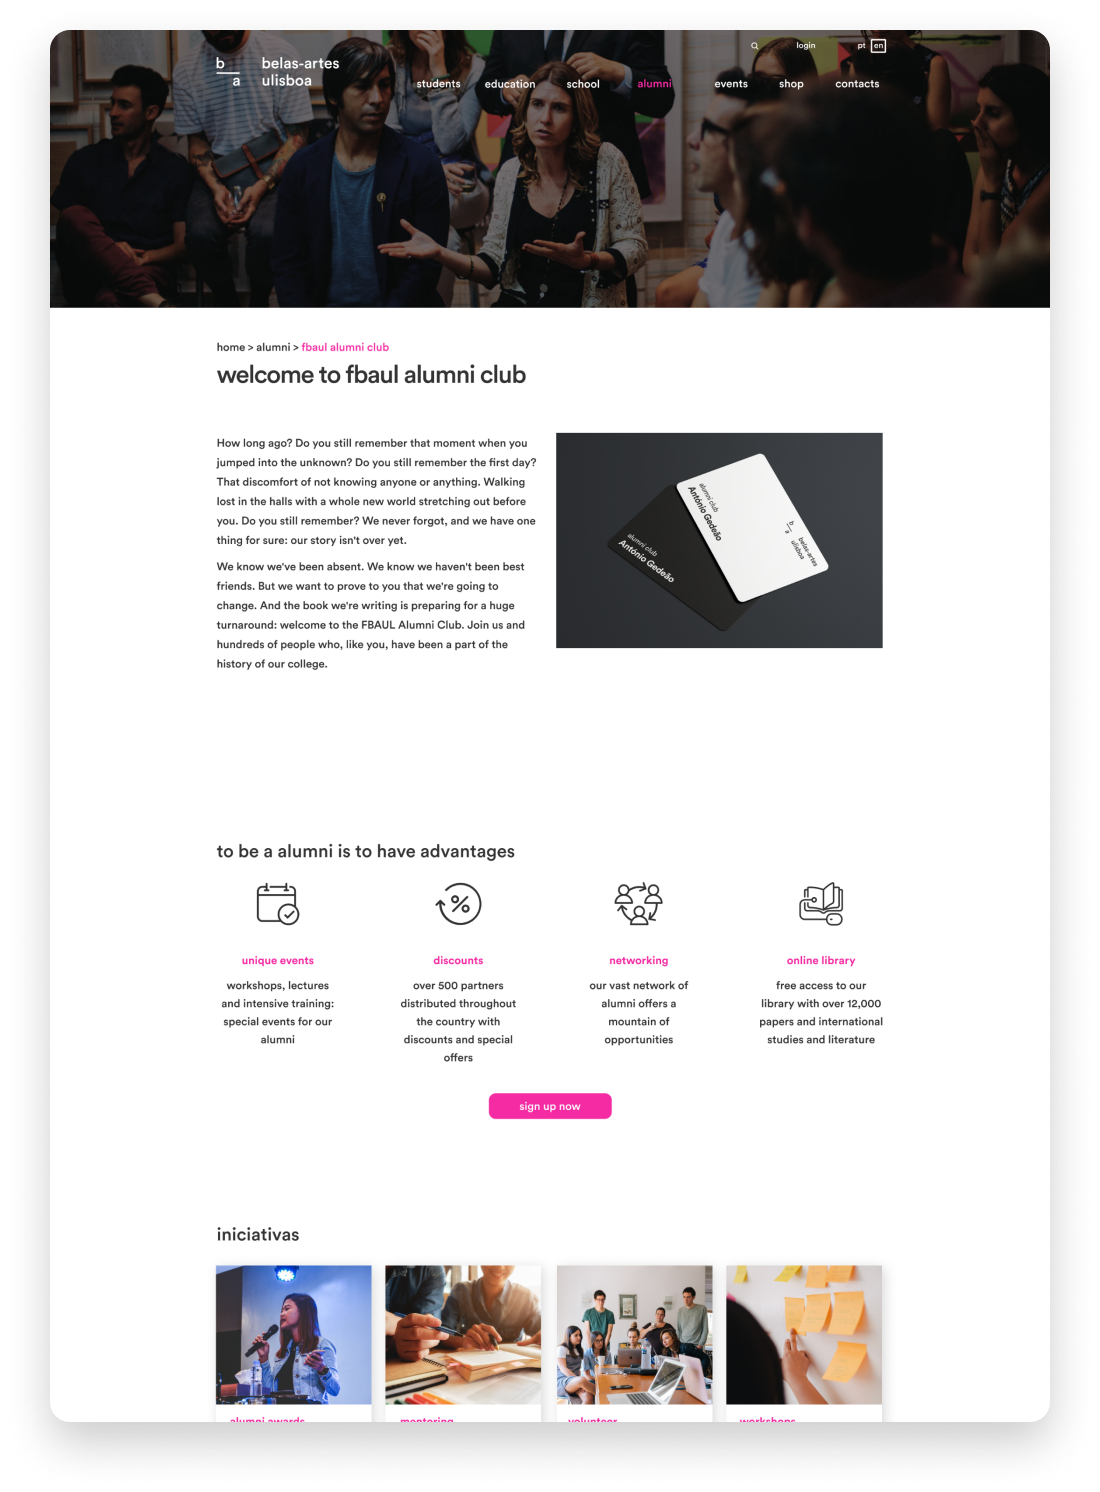 login
pt
en
b
a
belas-artes
ulisboa
students
education
school
alumni
events
shop
contacts
home > alumni > fbaul alumni club
welcome to fbaul alumni club
How long ago? Do you still remember that moment when you
jumped into the unknown? Do you still remember the first day?
That discomfort of not knowing anyone or anything. Walking
lost in the halls with a whole new world stretching out before
you. Do you still remember? We never forgot, and we have one
thing for sure: our story isn't over yet.
We know we've been absent. We know we haven't been best
friends. But we want to prove to you that we're going to
change. And the book we're writing is preparing for a huge
turnaround: welcome to the FBAUL Alumni Club. Join us and
hundreds of people who, like you, have been a part of the
history of our college.
alumni club
António Gedeão
b
a
belas-artes
ulisboa
alumni club
António Gedeão
to be a alumni is to have advantages
unique events
workshops, lectures
and intensive training:
special events for our
alumni
discounts
over 500 partners
distributed throughout
the country with
discounts and special
offers
networking
our vast network of
alumni offers a
mountain of
opportunities
online library
free access to our
library with over 12,000
papers and international
studies and literature
sign up now
iniciativas
alumni awards
mentoring
volunteer
workshops